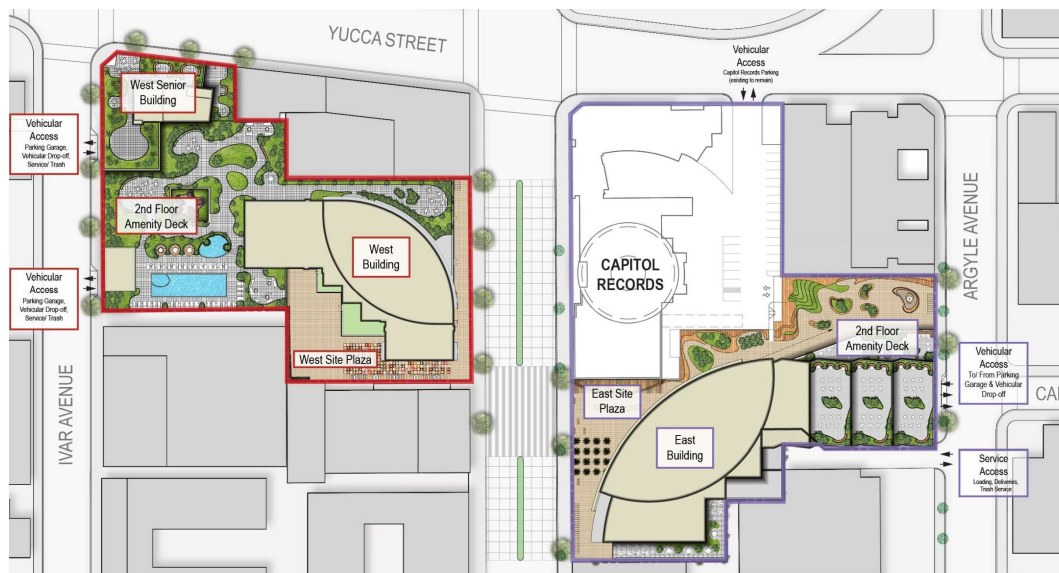 YUCCA STREET
Vehicular
Access
Capitol Records Parking
(existing to remain)
West Senior
Building
Vehicular
Access
Parking Garage,
Vehicular Drop-off,
Service/ Trash
2nd Floor
Amenity Deck
West
Building
Vehicular
Access
Parking Garage,
Vehicular Drop-off,
Service/ Trash
West Site Plaza
IVAR AVENUE
CAPITOL
RECORDS
ARGYLE AVENUE
2nd Floor
Amenity Deck
Vehicular
Access
To/ From Parking
Garage & Vehicular
Drop-off
East Site
Plaza
East
Building
Service
Access
Loading, Deliveries,
Trash Service